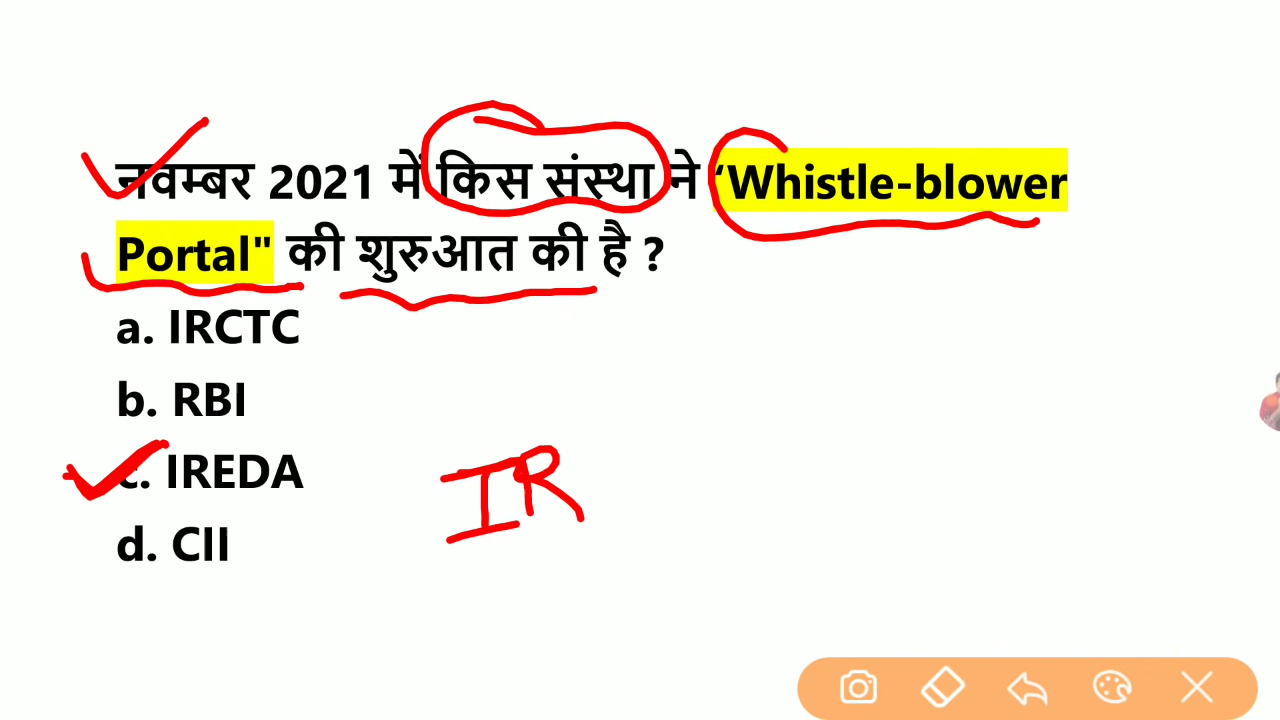 नवम्बर 2021 में किस संस्था ने ‘Whistle-blower
Portal" की शुरुआत की है ?
a. IRCTC
b. RBI
c. IREDA
IR
d. CII